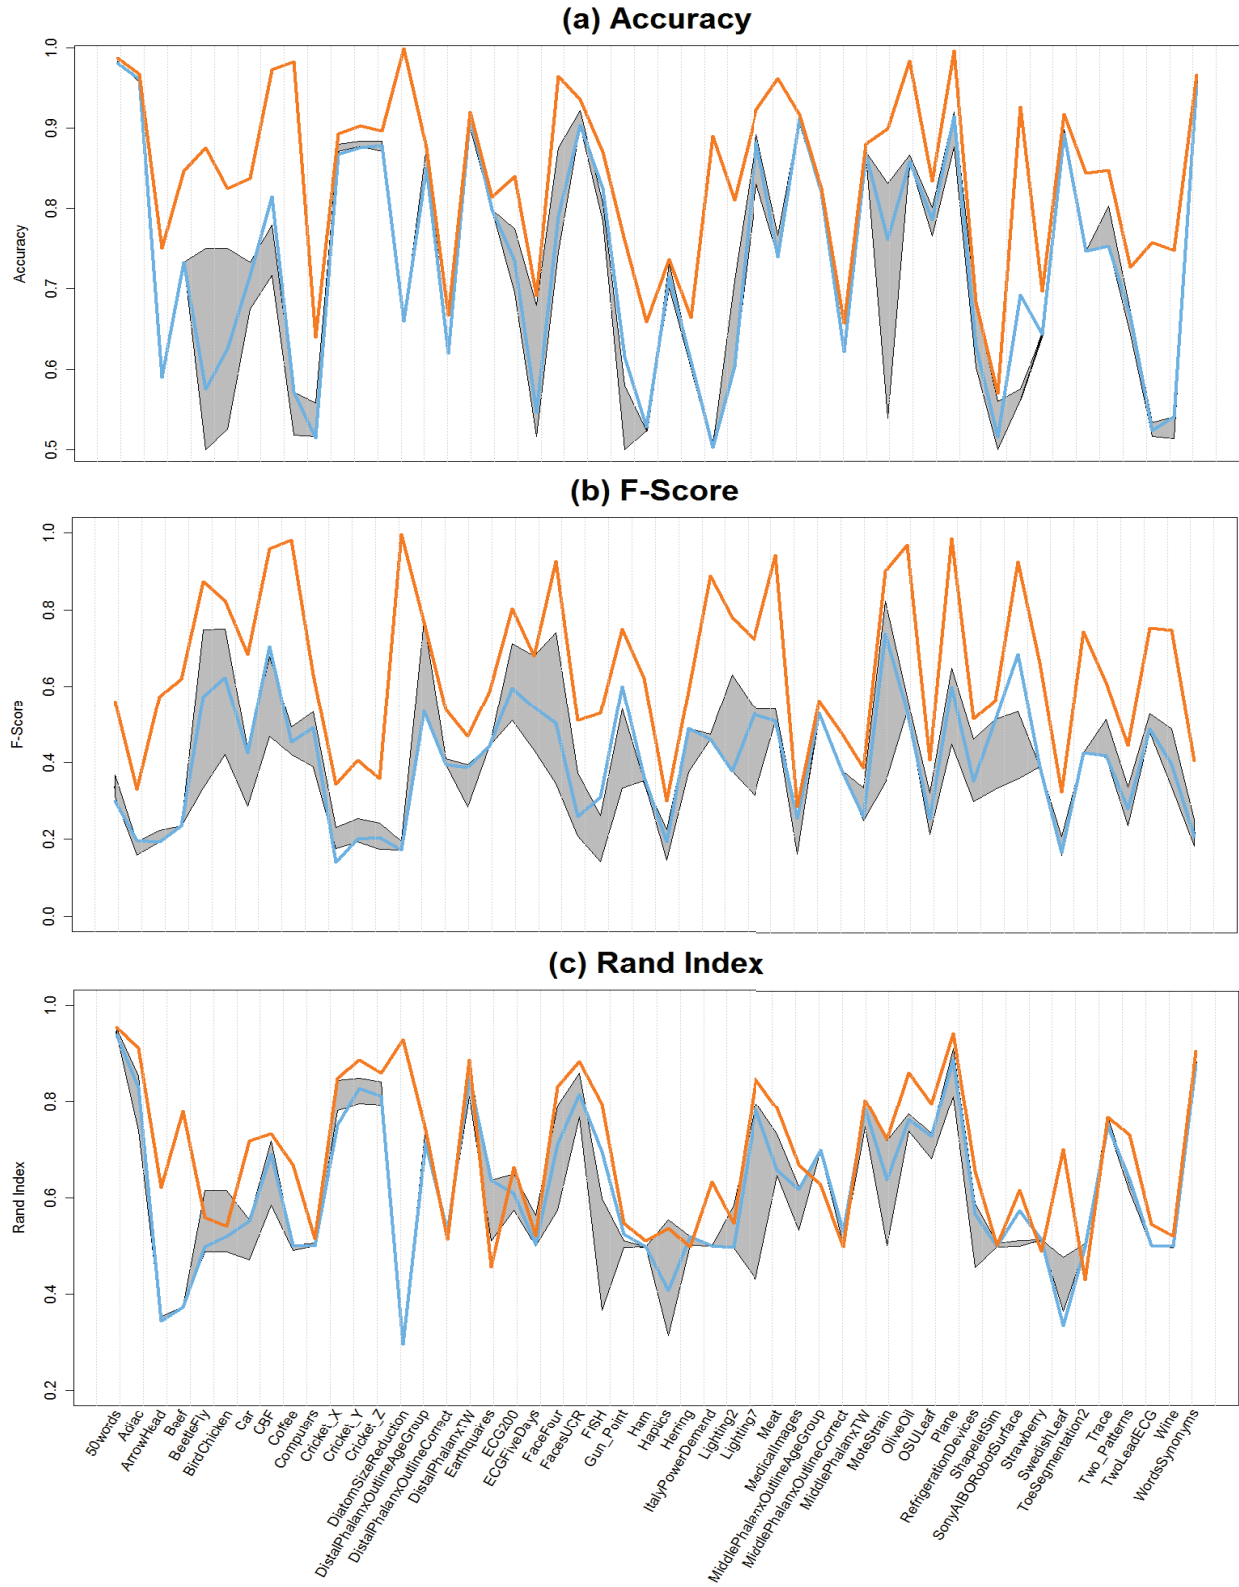 (a) Accuracy
1.0
0.9
0.8
0.7
0.6
0.5
Accuracy
(b) F-Score
1.0
0.8
0.6
0.4
0.2
0.0
F-Score
(c) Rand Index
1.0
0.8
0.6
0.4
0.2
Rand Index
50words
Adiac
ArrowHead
Beef
BeetleFly
BirdChicken
Car
CBF
Coffee
Computers
Cricket_X
Cricket_Y
Cricket_Z
DiatomSizeReduction
DistalPhalanxOutlineAgeGroup
DistalPhalanxOutlineCorrect
DistalPhalanxTW
Earthquakes
ECG200
ECGFiveDays
FaceFour
FacesUCR
FISH
Gun_Point
Ham
Haptics
Herring
ItalyPowerDemand
Lighting2
Lighting7
Meat
MedicalImages
MiddlePhalanxOutlineAgeGroup
MiddlePhalanxOutlineCorrect
MiddlePhalanxTW
MoteStrain
OliveOil
OSULeaf
Plane
RefrigerationDevices
ShapeletSim
SonyAIBORobotSurface
Strawberry
SwedishLeaf
ToeSegmentation2
Trace
Two_Patterns
TwoLeadECG
Wine
WordsSynonyms